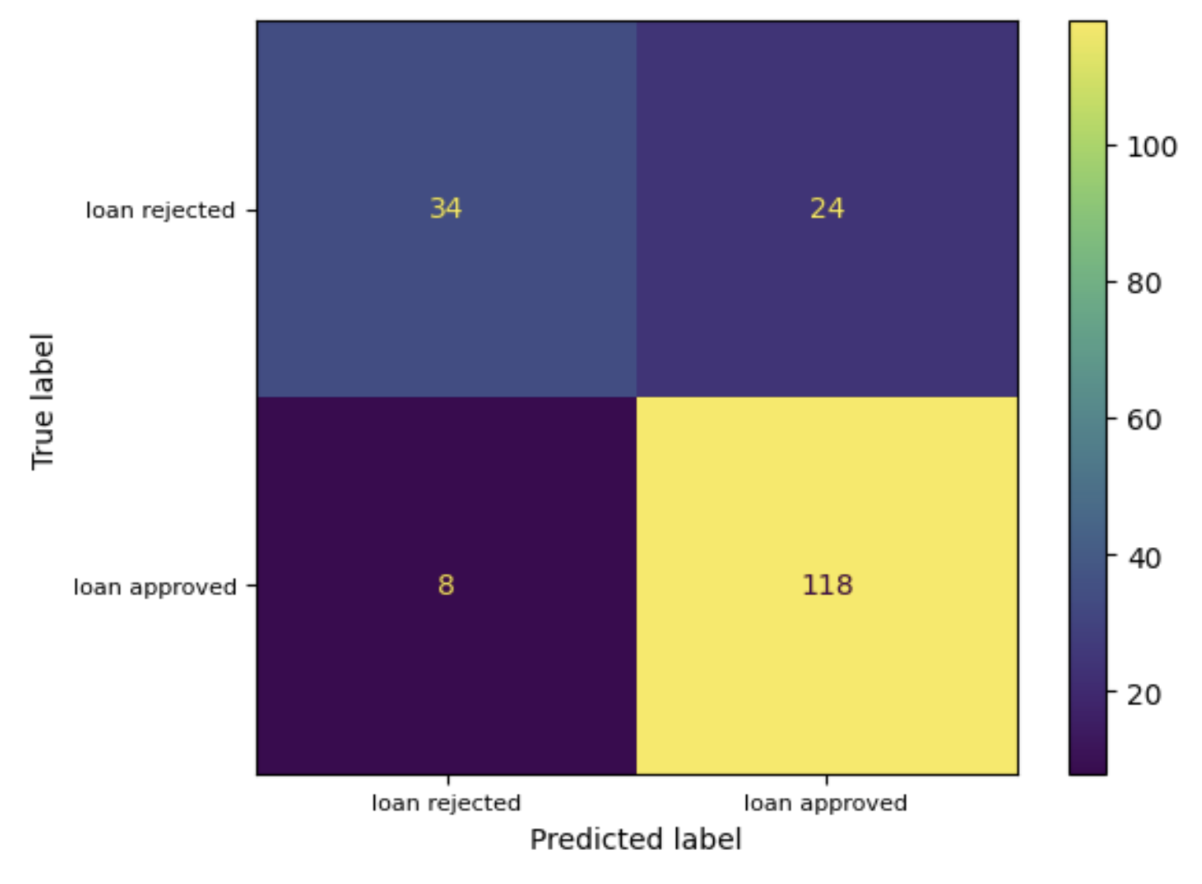 loan rejected
34
24
100
80
60
40
20
True label
loan approved
8
118
loan rejected
loan approved
Predicted label